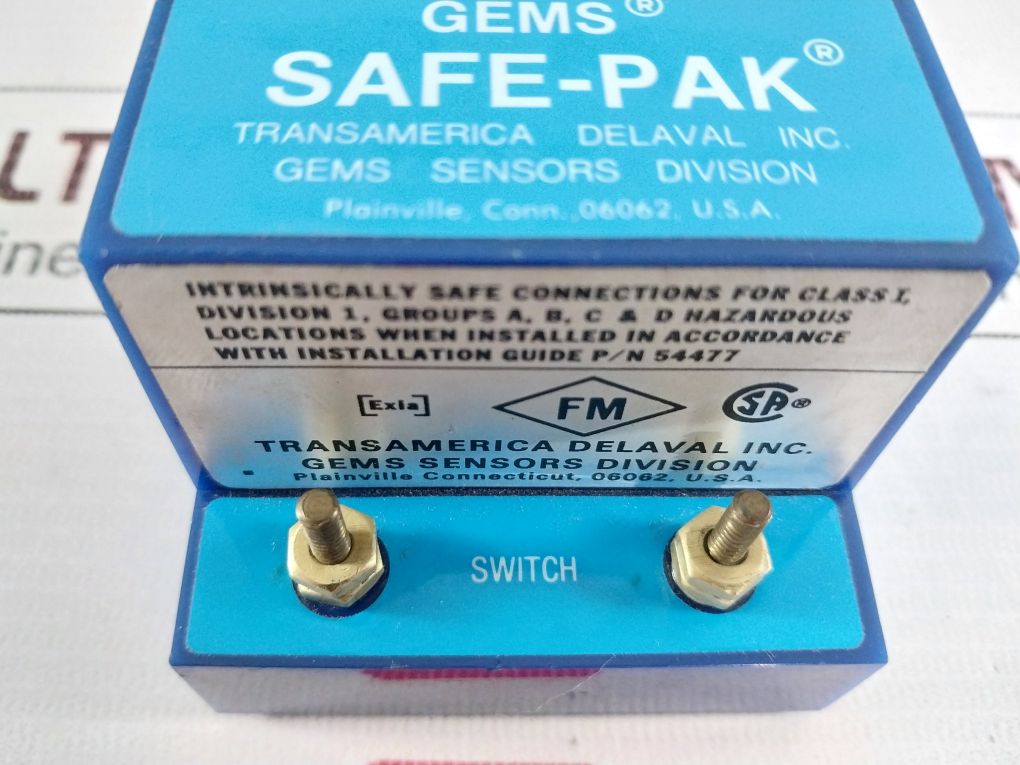 GEMS®
SAFE-PAK®
TRANSAMERICA DELAVAL INC.
GEMS SENSORS DIVISION
Plainville, Conn.,06062, U.S.A.
INTRINSICALLY SAFE CONNECTIONS FOR CLASS I,
DIVISION 1, GROUPS A, B, C & D HAZARDOUS
LOCATIONS WHEN INSTALLED IN ACCORDANCE
WITH INSTALLATION GUIDE P/N 54477
[Exia] FM SA®
TRANSAMERICA DELAVAL INC.
GEMS SENSORS DIVISION
Plainville Connecticut, 06062, U.S.A.
SWITCH